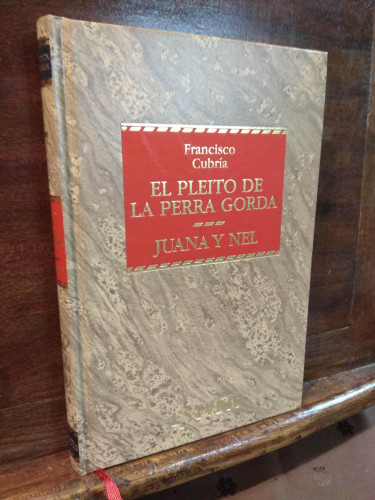 Francisco
Cubría
EL PLEITO DE
LA PERRA GORDA
JUANA Y NEL